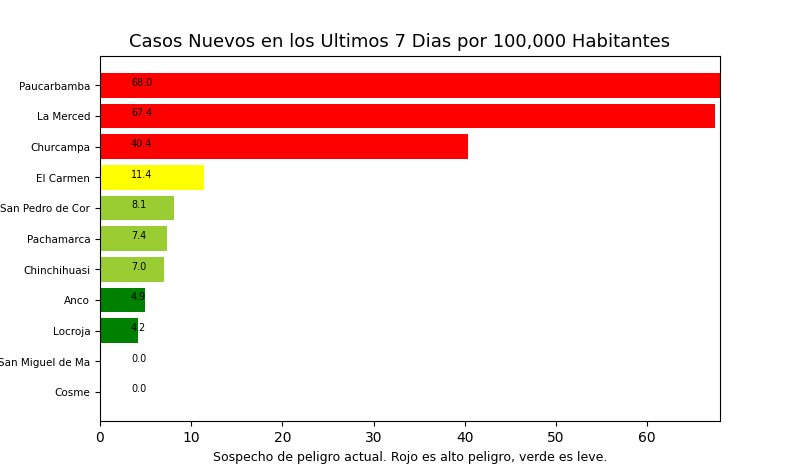 Casos Nuevos en los Ultimos 7 Dias por 100,000 Habitantes
Paucarbamba 68.0
La Merced 67.4
Churcampa 40.4
El Carmen 11.4
San Pedro de Cor 8.1
Pachamarca 7.4
Chinchihuasi 7.0
Anco 4.9
Locroja 4.2
San Miguel de Ma 0.0
Cosme 0.0
0 10 20 30 40 50 60
Sospecho de peligro actual. Rojo es alto peligro, verde es leve.